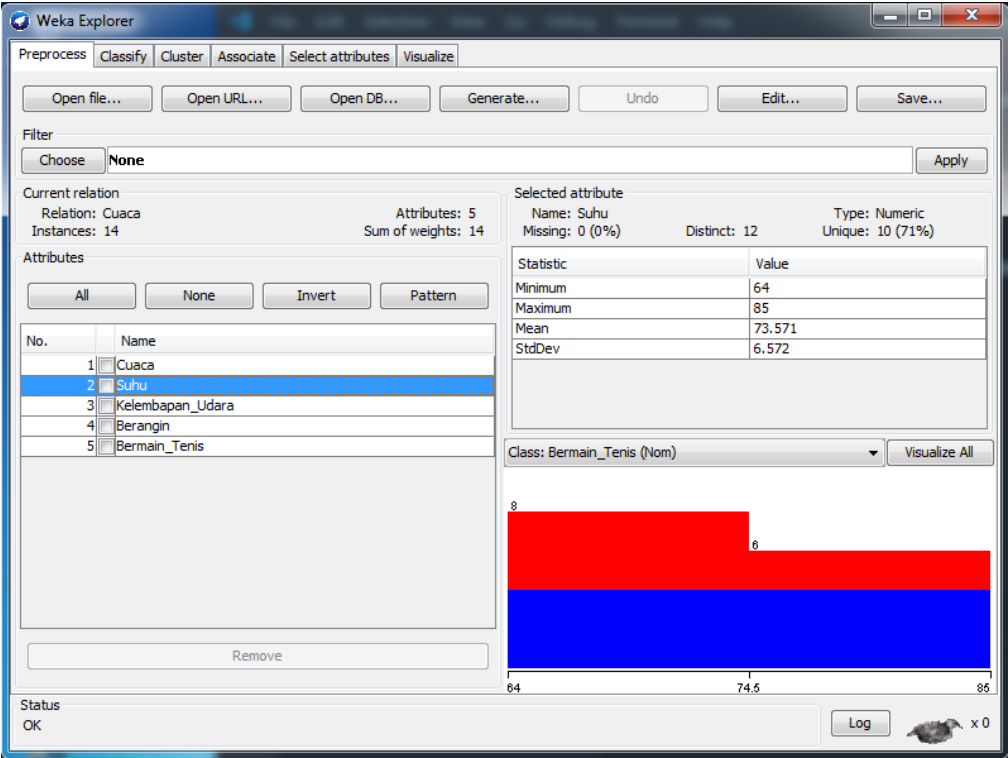 Weka Explorer
Preprocess Classify Cluster Associate Select attributes Visualize
Open file... Open URL... Open DB... Generate... Undo Edit... Save...
Filter
Choose None Apply
Current relation
Relation: Cuaca Attributes: 5
Instances: 14 Sum of weights: 14
Attributes
All None Invert Pattern
No. Name
1 Cuaca
2 Suhu
3 Kelembapan_Udara
4 Berangin
5 Bermain_Tenis
Remove
Selected attribute
Name: Suhu Type: Numeric
Missing: 0 (0%) Distinct: 12 Unique: 10 (71%)
Statistic Value
Minimum 64
Maximum 85
Mean 73.571
StdDev 6.572
Class: Bermain_Tenis (Nom) Visualize All
8
6
64 74.5 85
Status
OK
Log x 0